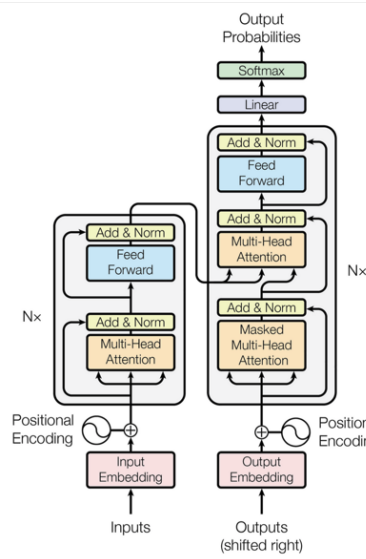 Output
Probabilities
Softmax
Linear
Add & Norm
Feed
Forward
Add & Norm
Multi-Head
Attention
Add & Norm
Masked
Multi-Head
Attention
Nx
Add & Norm
Feed
Forward
Add & Norm
Multi-Head
Attention
Nx
Positional
Encoding
Input
Embedding
Inputs
Output
Embedding
Outputs
(shifted right)